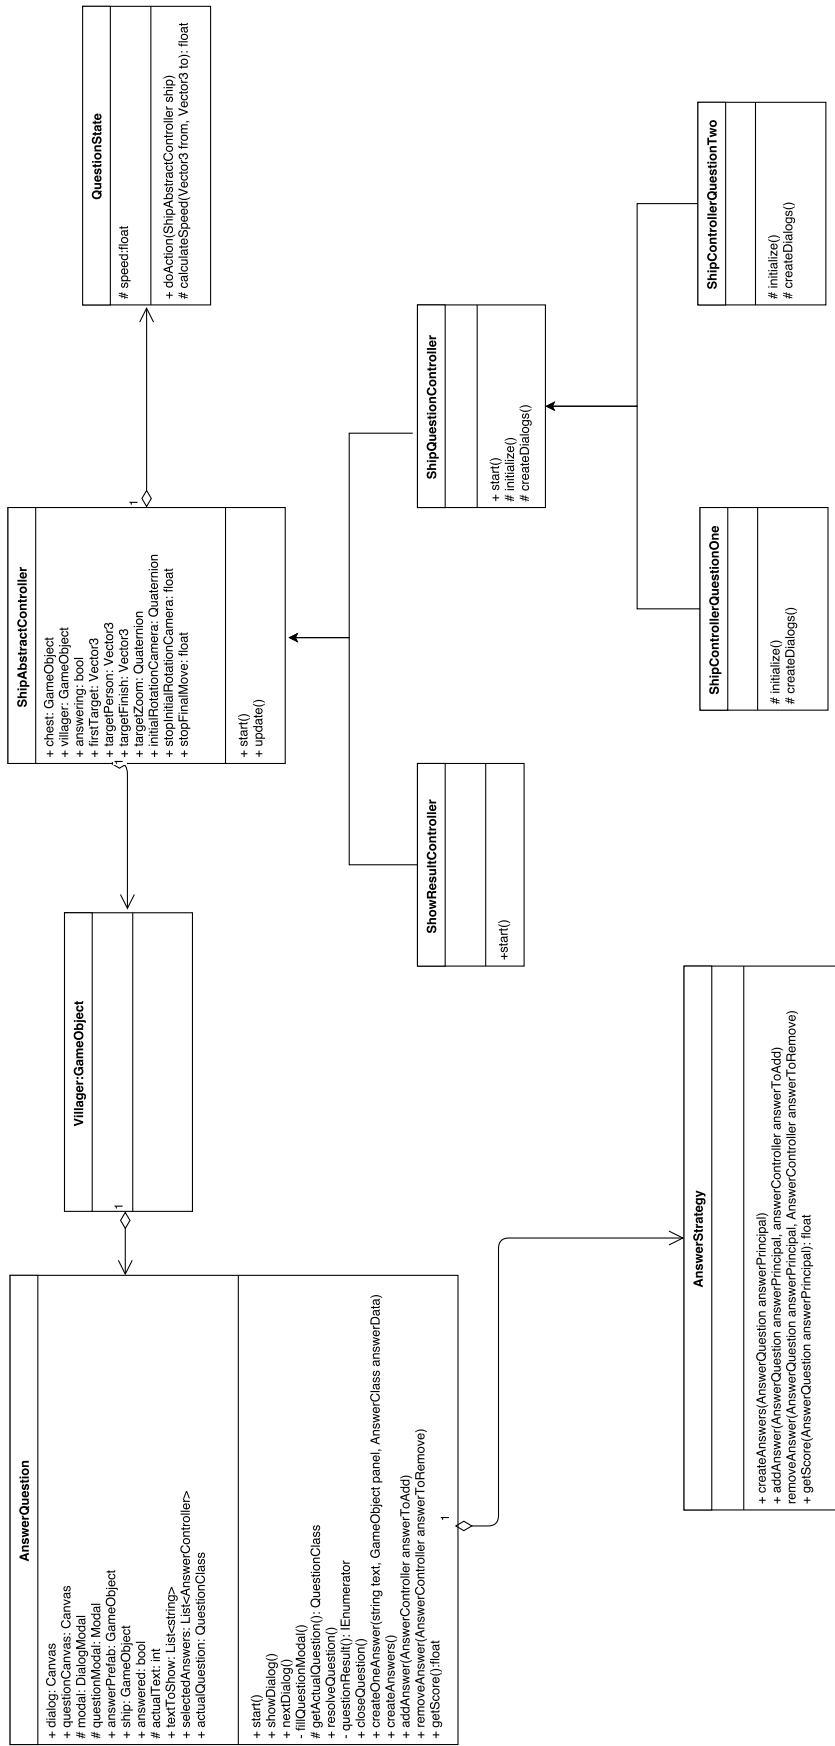 AnswerQuestion
+ dialog: Canvas
+ questionCanvas: Canvas
# modal: DialogModal
# questionModal: Modal
+ answerPrefab: GameObject
+ ship: GameObject
+ answered: bool
# actualText: int
+ textToShow: List<string>
+ selectedAnswers: List<AnswerController>
+ actualQuestion: QuestionClass
+ start()
+ showDialog()
+ nextDialog()
- fillQuestionModal()
# getActualQuestion(): QuestionClass
+ resolveQuestion()
- questionResult(): IEnumerator
+ closeQuestion()
+ createOneAnswer(string text, GameObject panel, AnswerClass answerData)
+ createAnswers()
+ addAnswer(AnswerController answerToAdd)
+ removeAnswer(AnswerController answerToRemove)
+ getScore():float
1
Villager:GameObject
1
ShipAbstractController
+ chest: GameObject
+ villager: GameObject
+ answering: bool
+ firstTarget: Vector3
+ targetPerson: Vector3
+ targetFinish: Vector3
+ targetZoom: Quaternion
+ initialRotationCamera: Quaternion
+ stopInitialRotationCamera: float
+ stopFinalMove: float
+ start()
+ update()
1
1
QuestionState
# speed:float
+ doAction(ShipAbstractController ship)
# calculateSpeed(Vector3 from, Vector3 to): float
ShowResultController
+start()
ShipQuestionController
+ start()
# initialize()
# createDialogs()
AnswerStrategy
+ createAnswers(AnswerQuestion answerPrincipal)
+ addAnswer(AnswerQuestion answerPrincipal, answerController answerToAdd)
removeAnswer(AnswerQuestion answerPrincipal, AnswerController answerToRemove)
+ getScore(AnswerQuestion answerPrincipal): float
ShipControllerQuestionOne
# initialize()
# createDialogs()
ShipControllerQuestionTwo
# initialize()
# createDialogs()